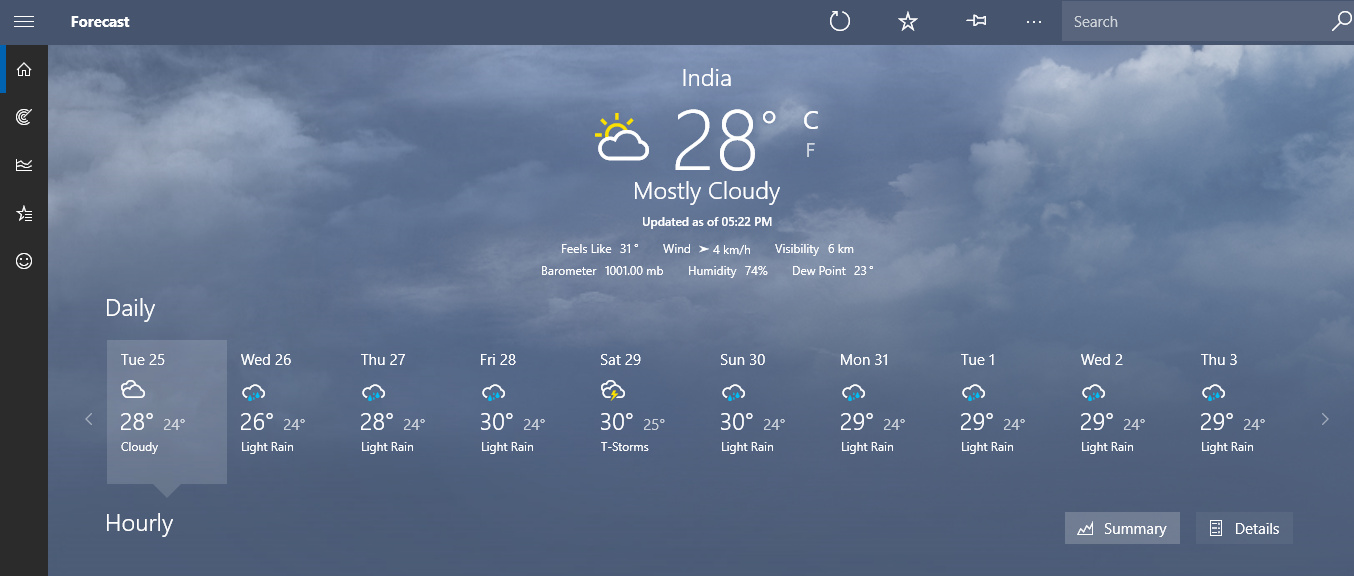 Forecast
Search
India
28° C
F
Mostly Cloudy
Updated as of 05:22 PM
Feels Like 31° Wind ➤ 4 km/h Visibility 6 km
Barometer 1001.00 mb Humidity 74% Dew Point 23°
Daily
Tue 25 Wed 26 Thu 27 Fri 28 Sat 29 Sun 30 Mon 31 Tue 1 Wed 2 Thu 3
28° 24° 26° 24° 28° 24° 30° 24° 30° 25° 30° 24° 29° 24° 29° 24° 29° 24° 29° 24°
Cloudy Light Rain Light Rain Light Rain T-Storms Light Rain Light Rain Light Rain Light Rain Light Rain
Hourly
Summary Details